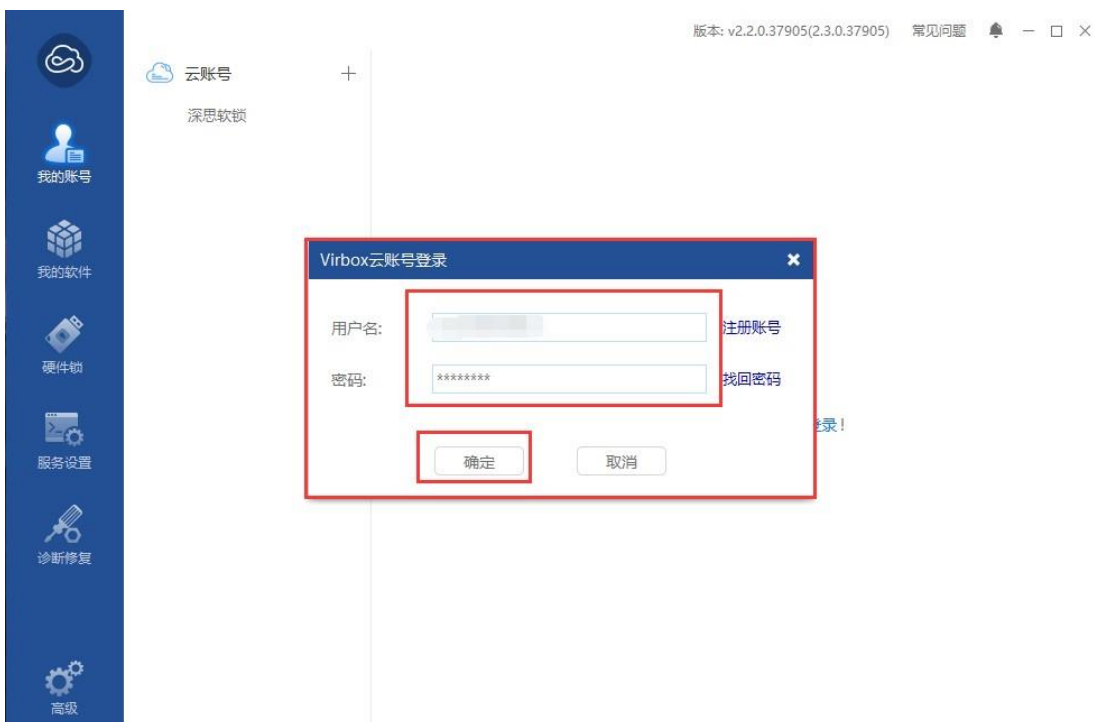 版本: v2.2.0.37905(2.3.0.37905) 常见问题
云账号
深思软锁
我的账号
我的软件
硬件锁
服务设置
诊断修复
高级
Virbox云账号登录
用户名:
注册账号
密码: ********
找回密码
登录!
确定 取消